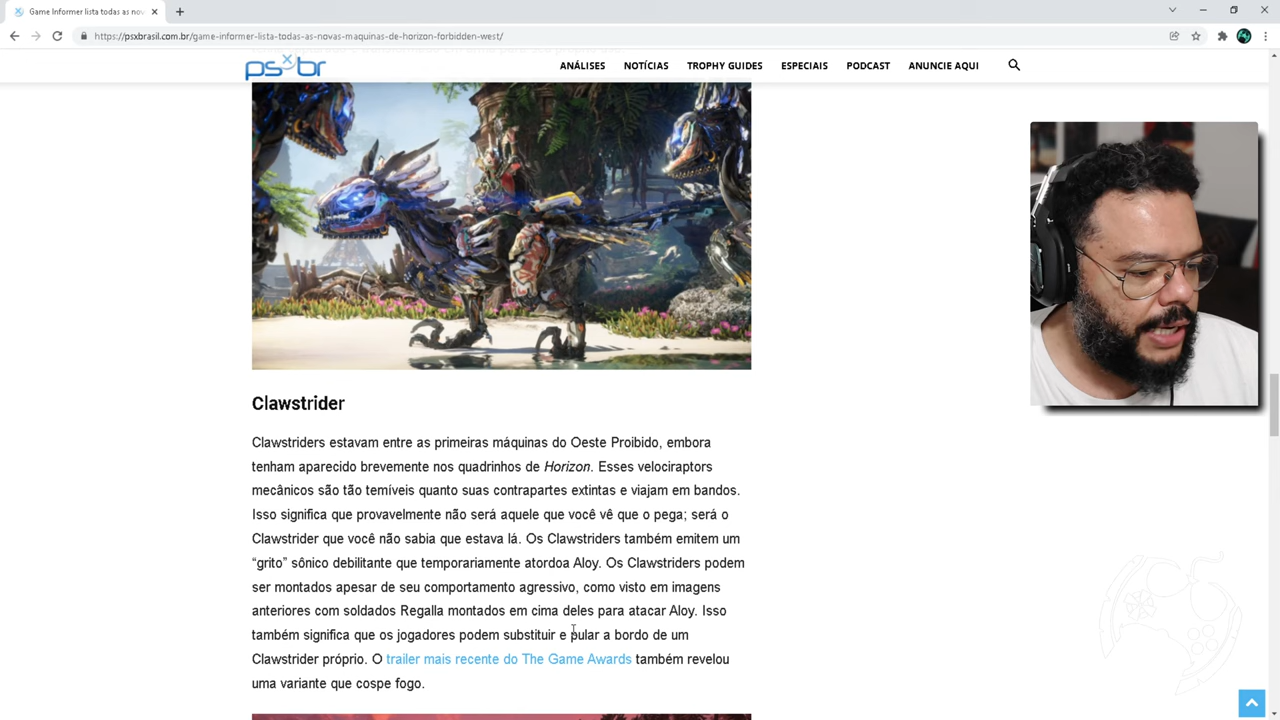 Game Informer lista todas as nov
https://psxbrasil.com.br/game-informer-lista-todas-as-novas-maquinas-de-horizon-forbidden-west/
psxbr
ANÁLISES NOTÍCIAS TROPHY GUIDES ESPECIAIS PODCAST ANUNCIE AQUI
Clawstrider
Clawstriders estavam entre as primeiras máquinas do Oeste Proibido, embora
tenham aparecido brevemente nos quadrinhos de Horizon. Esses velociraptors
mecânicos são tão temíveis quanto suas contrapartes extintas e viajam em bandos.
Isso significa que provavelmente não será aquele que você vê que o pega; será o
Clawstrider que você não sabia que estava lá. Os Clawstriders também emitem um
“grito” sônico debilitante que temporariamente atordoa Aloy. Os Clawstriders podem
ser montados apesar de seu comportamento agressivo, como visto em imagens
anteriores com soldados Regalla montados em cima deles para atacar Aloy. Isso
também significa que os jogadores podem substituir e pular a bordo de um
Clawstrider próprio. O trailer mais recente do The Game Awards também revelou
uma variante que cospe fogo.